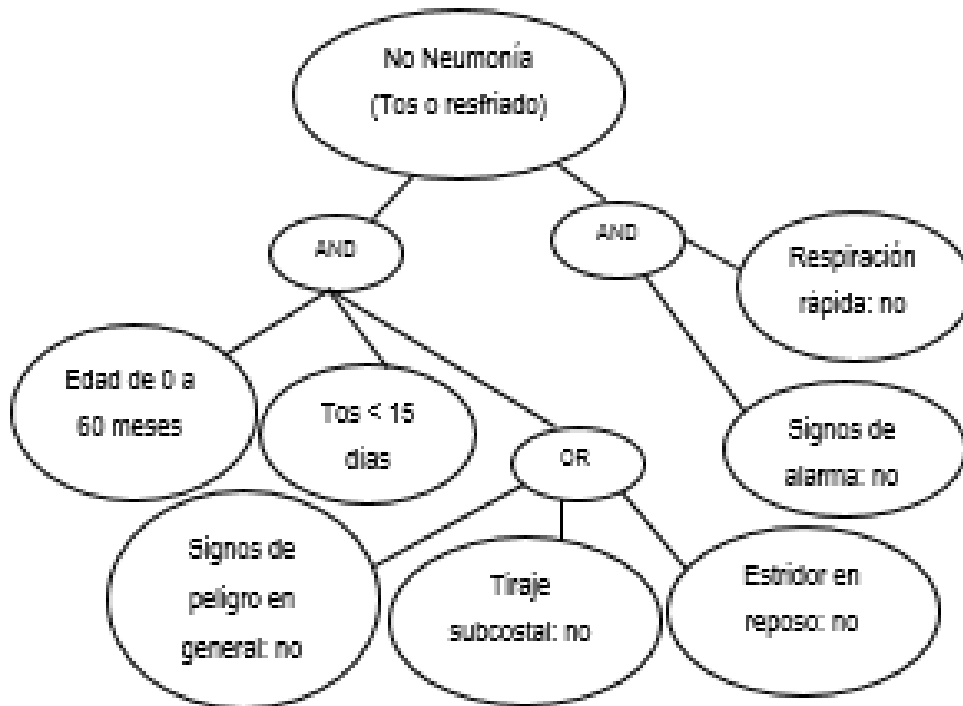 No Neumonía
(Tos o resfriado)
AND
AND
Respiración
rápida: no
Edad de 0 a
60 meses
Tos < 15
días
OR
Signos de
alarma: no
Signos de
peligro en
general: no
Tiraje
subcostal: no
Estridor en
reposo: no